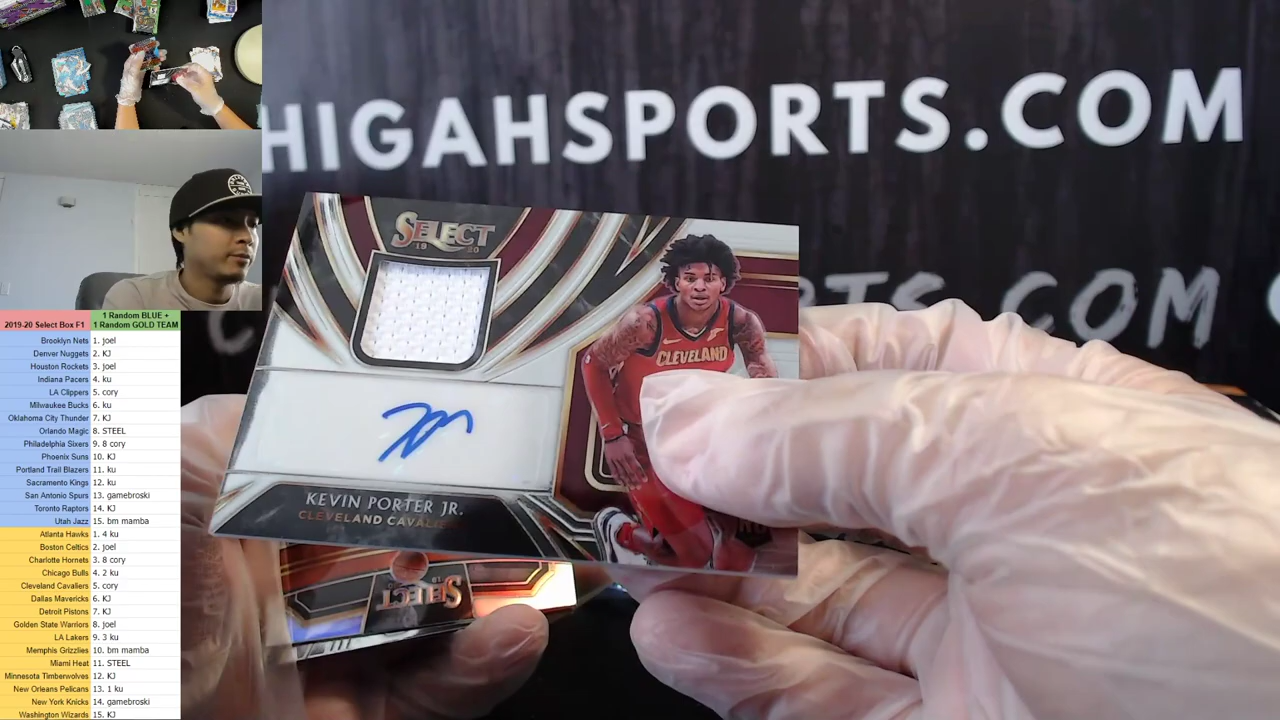 HIGAHSPORTS.COM
SELECT
19 20
CLEVELAND
KEVIN PORTER JR.
CLEVELAND CAVALIE
SELECT
2019-20 Select Box F1
1 Random BLUE +
1 Random GOLD TEAM
Brooklyn Nets 1. joel
Denver Nuggets 2. KJ
Houston Rockets 3. joel
Indiana Pacers 4. ku
LA Clippers 5. cory
Milwaukee Bucks 6. ku
Oklahoma City Thunder 7. KJ
Orlando Magic 8. STEEL
Philadelphia Sixers 9. 8 cory
Phoenix Suns 10. KJ
Portland Trail Blazers 11. ku
Sacramento Kings 12. ku
San Antonio Spurs 13. gamebroski
Toronto Raptors 14. KJ
Utah Jazz 15. bm mamba
Atlanta Hawks 1. 4 ku
Boston Celtics 2. joel
Charlotte Hornets 3. 8 cory
Chicago Bulls 4. 2 ku
Cleveland Cavaliers 5. cory
Dallas Mavericks 6. KJ
Detroit Pistons 7. KJ
Golden State Warriors 8. joel
LA Lakers 9. 3 ku
Memphis Grizzlies 10. bm mamba
Miami Heat 11. STEEL
Minnesota Timberwolves 12. KJ
New Orleans Pelicans 13. 1 ku
New York Knicks 14. gamebroski
Washington Wizards 15. KJ